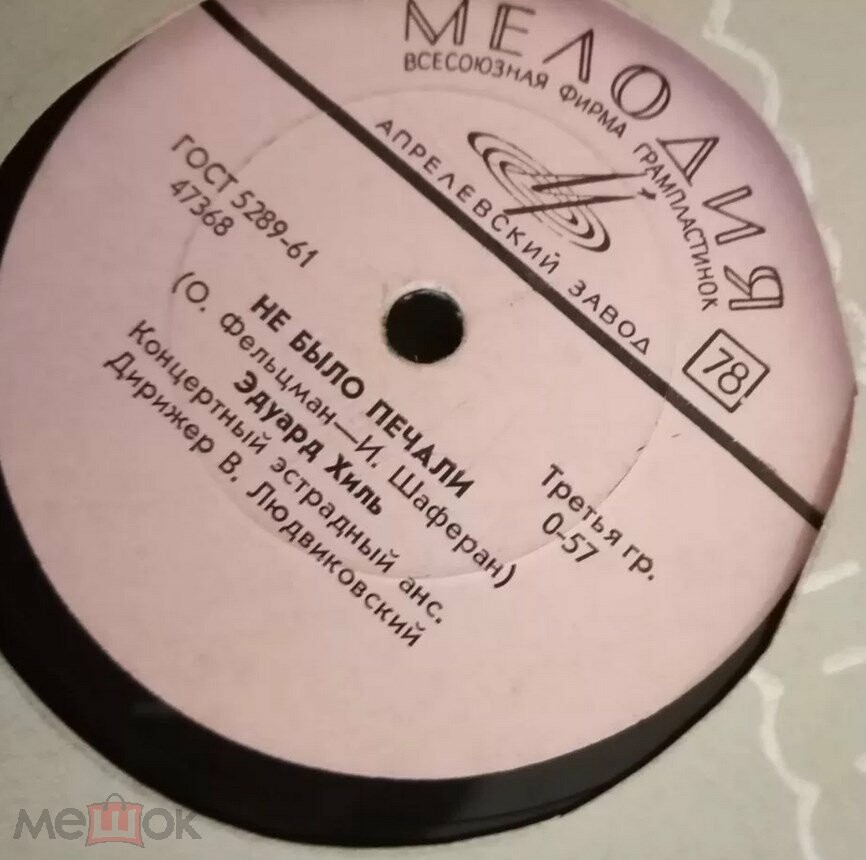 МЕЛОДИЯ
ВСЕСОЮЗНАЯ ФИРМА ГРАМПЛАСТИНОК
АПРЕЛЕВСКИЙ ЗАВОД
78
ГОСТ 5289-61
47368
Третья гр.
0-57
НЕ БЫЛО ПЕЧАЛИ
(О. Фельцман—И. Шаферан)
Эдуард Хиль
Концертный эстрадный анс.
Дирижер В. Людвиковский
мешок